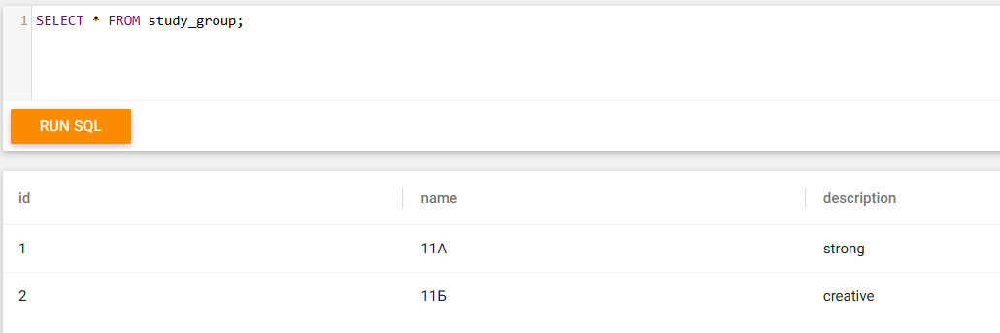 1 SELECT * FROM study_group;
RUN SQL
id name description
1 11А strong
2 11Б creative